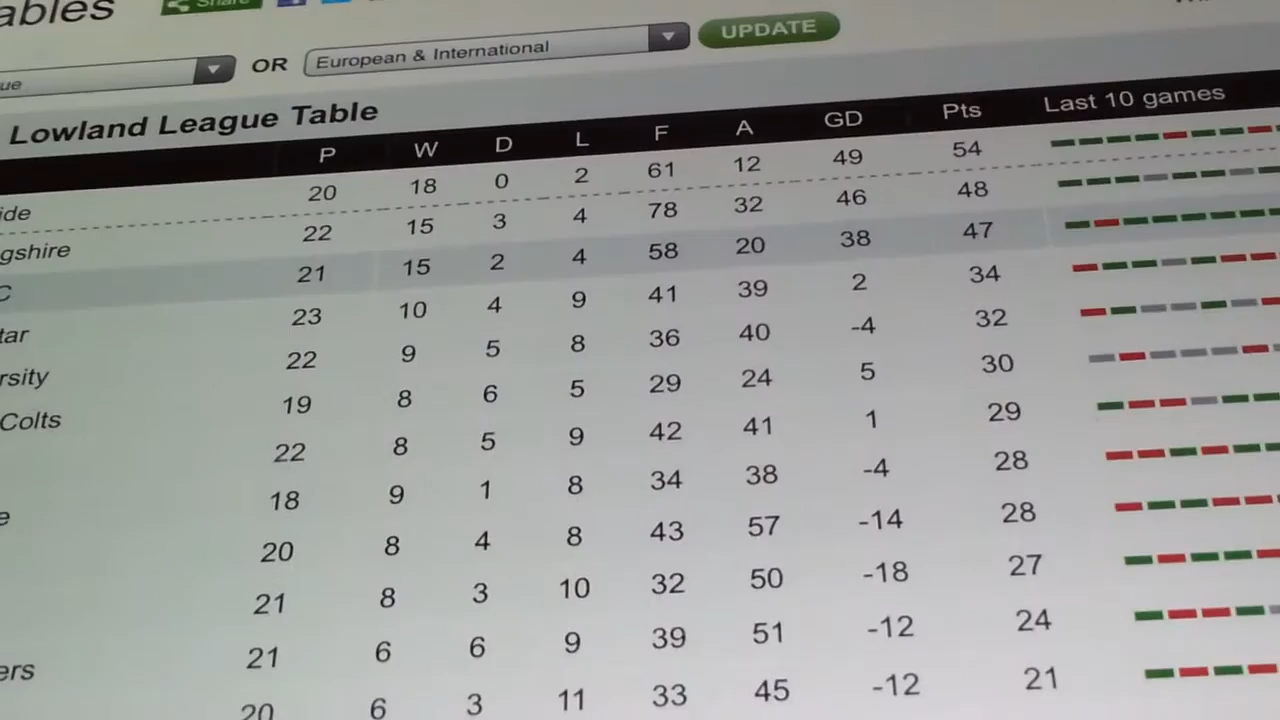 ables Share
ue OR European & International UPDATE
Lowland League Table
P W D L F A GD Pts Last 10 games
ide 20 18 0 2 61 12 49 54
gshire 22 15 3 4 78 32 46 48
C 21 15 2 4 58 20 38 47
tar 23 10 4 9 41 39 2 34
rsity 22 9 5 8 36 40 -4 32
Colts 19 8 6 5 29 24 5 30
22 8 5 9 42 41 1 29
e 18 9 1 8 34 38 -4 28
20 8 4 8 43 57 -14 28
21 8 3 10 32 50 -18 27
ers 21 6 6 9 39 51 -12 24
20 6 3 11 33 45 -12 21